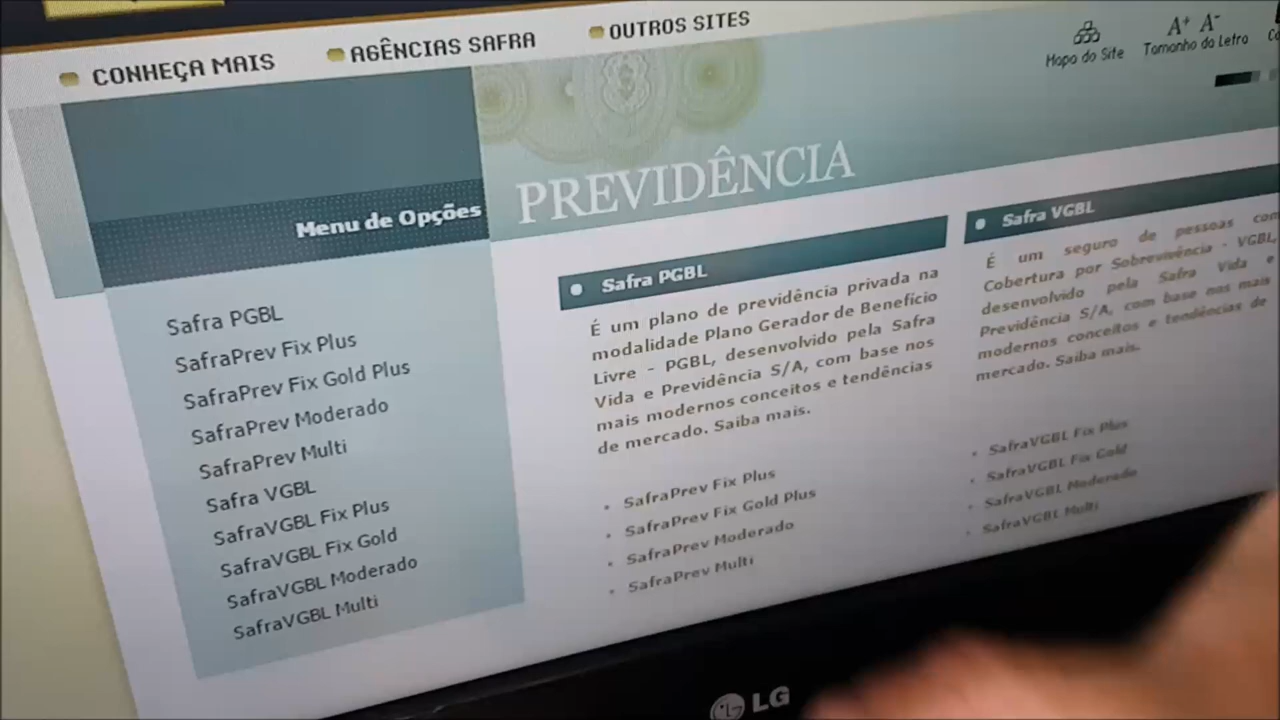 CONHEÇA MAIS
AGÊNCIAS SAFRA
OUTROS SITES
Mapa do Site
A+ A-
Tamanho da Letra
PREVIDÊNCIA
Menu de Opções
Safra PGBL
SafraPrev Fix Plus
SafraPrev Fix Gold Plus
SafraPrev Moderado
SafraPrev Multi
Safra VGBL
SafraVGBL Fix Plus
SafraVGBL Fix Gold
SafraVGBL Moderado
SafraVGBL Multi
Safra PGBL
É um plano de previdência privada na
modalidade Plano Gerador de Benefício
Livre - PGBL, desenvolvido pela Safra
Vida e Previdência S/A, com base nos
mais modernos conceitos e tendências
de mercado. Saiba mais.
SafraPrev Fix Plus
SafraPrev Fix Gold Plus
SafraPrev Moderado
SafraPrev Multi
Safra VGBL
É um seguro de pessoas com
Cobertura por Sobrevivência - VGBL,
desenvolvido pela Safra Vida e
Previdência S/A, com base nos mais
modernos conceitos e tendências de
mercado. Saiba mais.
SafraVGBL Fix Plus
SafraVGBL Fix Gold
SafraVGBL Moderado
SafraVGBL Multi
LG